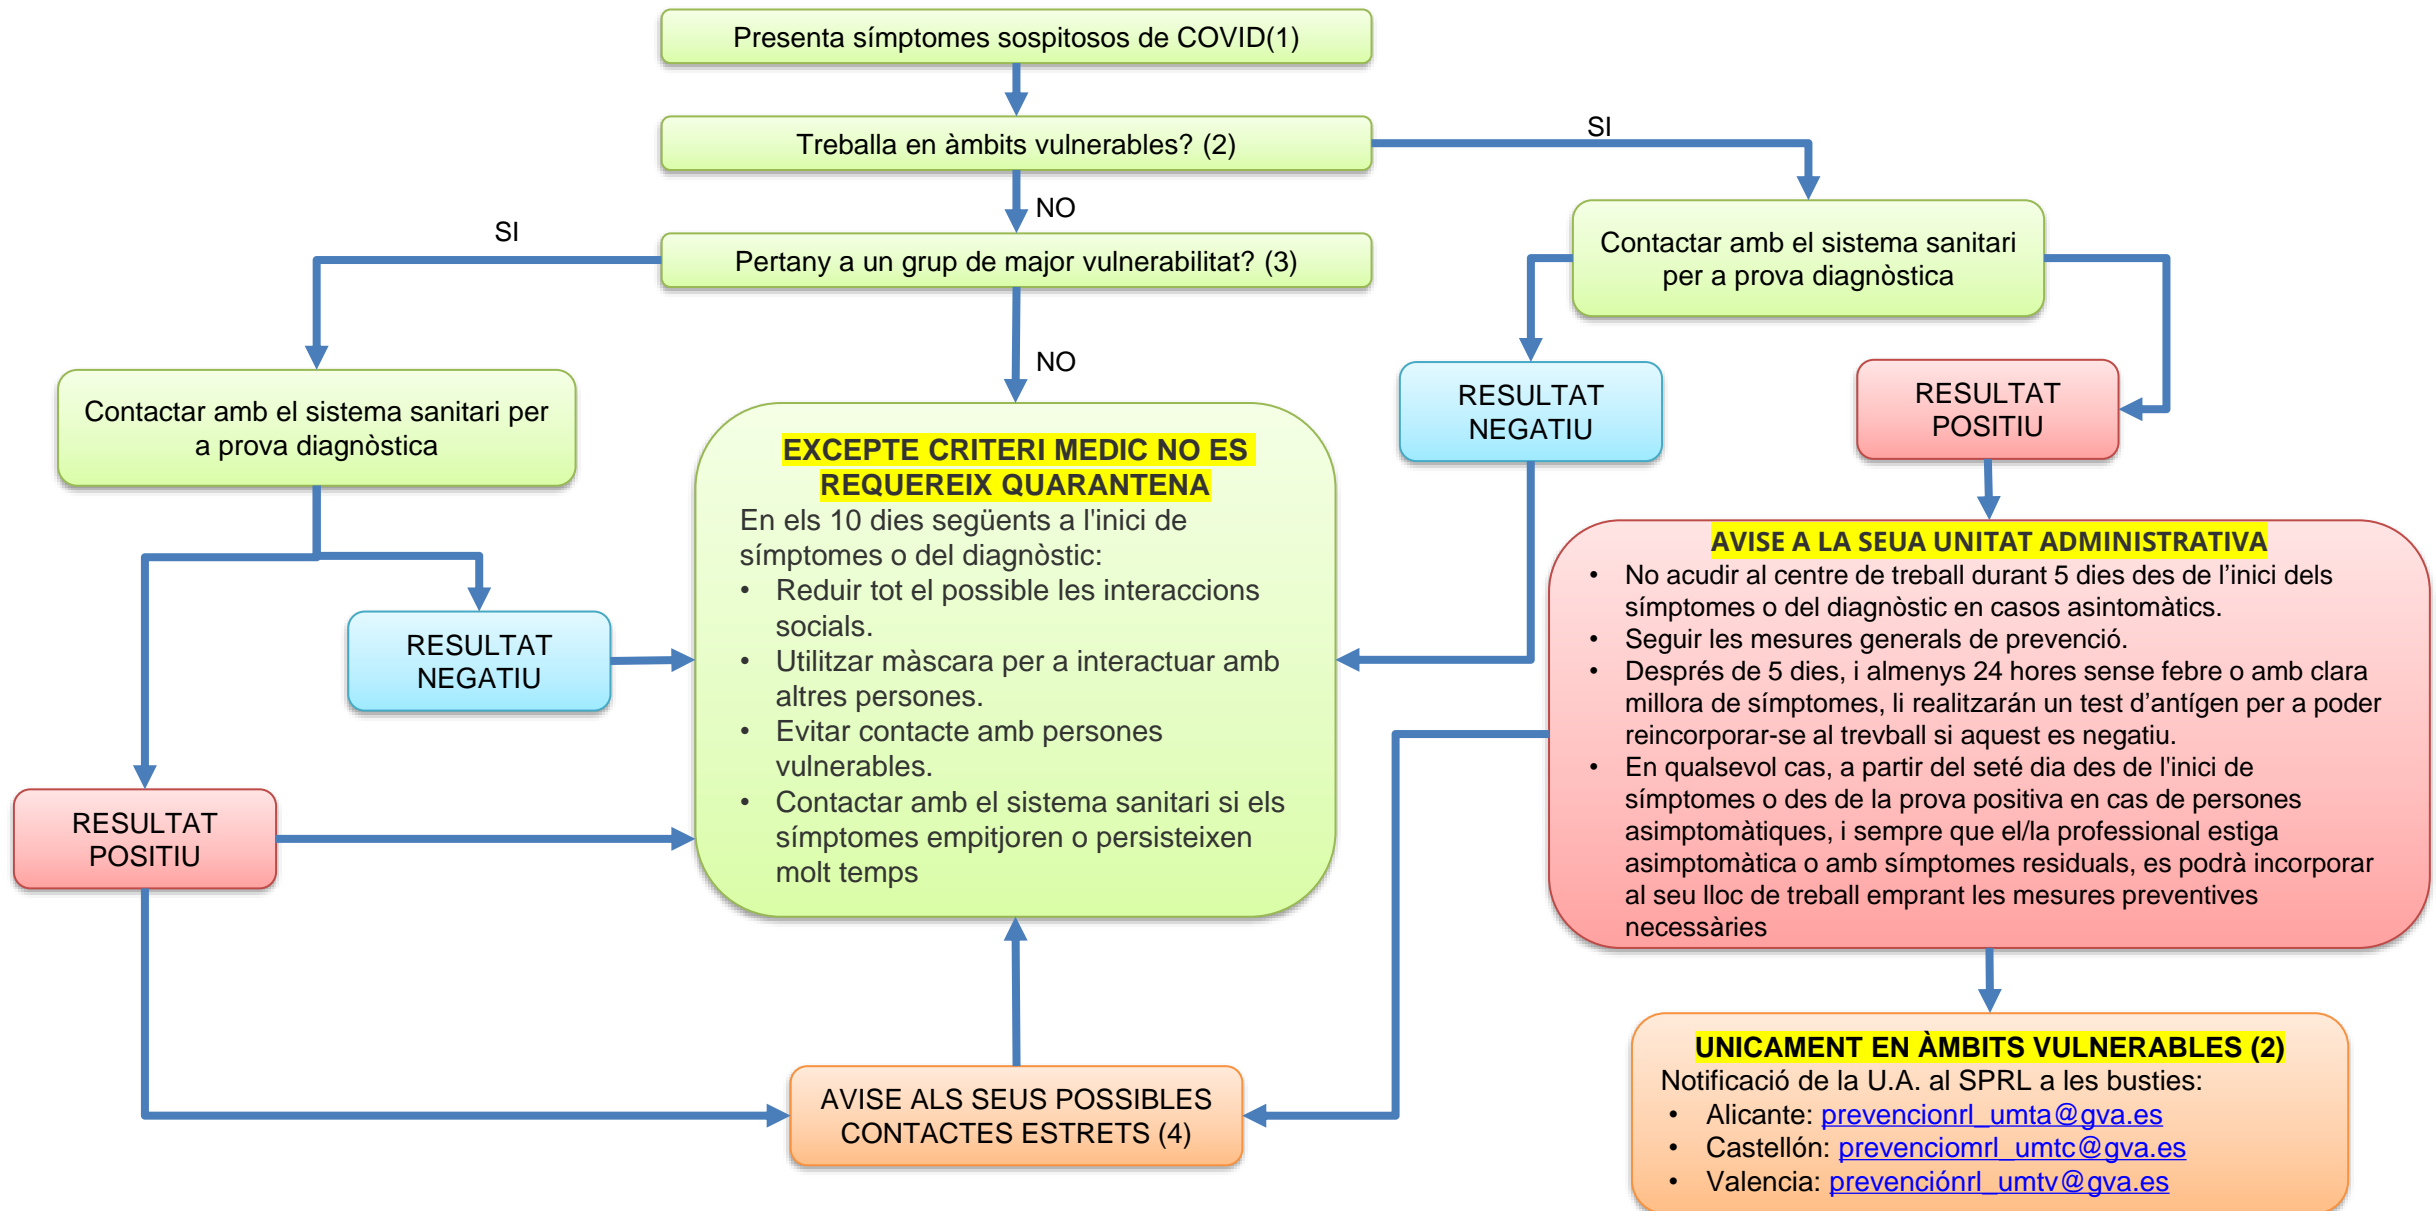 Presenta símptomes sospitosos de COVID(1)
Treballa en àmbits vulnerables? (2)
SI
NO
SI
Pertany a un grup de major vulnerabilitat? (3)
Contactar amb el sistema sanitari
per a prova diagnòstica
NO
Contactar amb el sistema sanitari per
a prova diagnòstica
RESULTAT
NEGATIU
RESULTAT
POSITIU
EXCEPTE CRITERI MEDIC NO ES
REQUEREIX QUARANTENA
En els 10 dies següents a l'inici de
símptomes o del diagnòstic:
• Reduir tot el possible les interaccions
socials.
• Utilitzar màscara per a interactuar amb
altres persones.
• Evitar contacte amb persones
vulnerables.
• Contactar amb el sistema sanitari si els
símptomes empitjoren o persisteixen
molt temps
AVISE A LA SEUA UNITAT ADMINISTRATIVA
• No acudir al centre de treball durant 5 dies des de l’inici dels
símptomes o del diagnòstic en casos asintomàtics.
• Seguir les mesures generals de prevenció.
• Després de 5 dies, i almenys 24 hores sense febre o amb clara
millora de símptomes, li realitzarán un test d’antígen per a poder
reincorporar-se al trevball si aquest es negatiu.
• En qualsevol cas, a partir del seté dia des de l'inici de
símptomes o des de la prova positiva en cas de persones
asimptomàtiques, i sempre que el/la professional estiga
asimptomàtica o amb símptomes residuals, es podrà incorporar
al seu lloc de treball emprant les mesures preventives
necessàries
RESULTAT
NEGATIU
RESULTAT
POSITIU
AVISE ALS SEUS POSSIBLES
CONTACTES ESTRETS (4)
UNICAMENT EN ÀMBITS VULNERABLES (2)
Notificació de la U.A. al SPRL a les busties:
• Alicante: prevencionrl_umta@gva.es
• Castellón: prevenciomrl_umtc@gva.es
• Valencia: prevenciónrl_umtv@gva.es